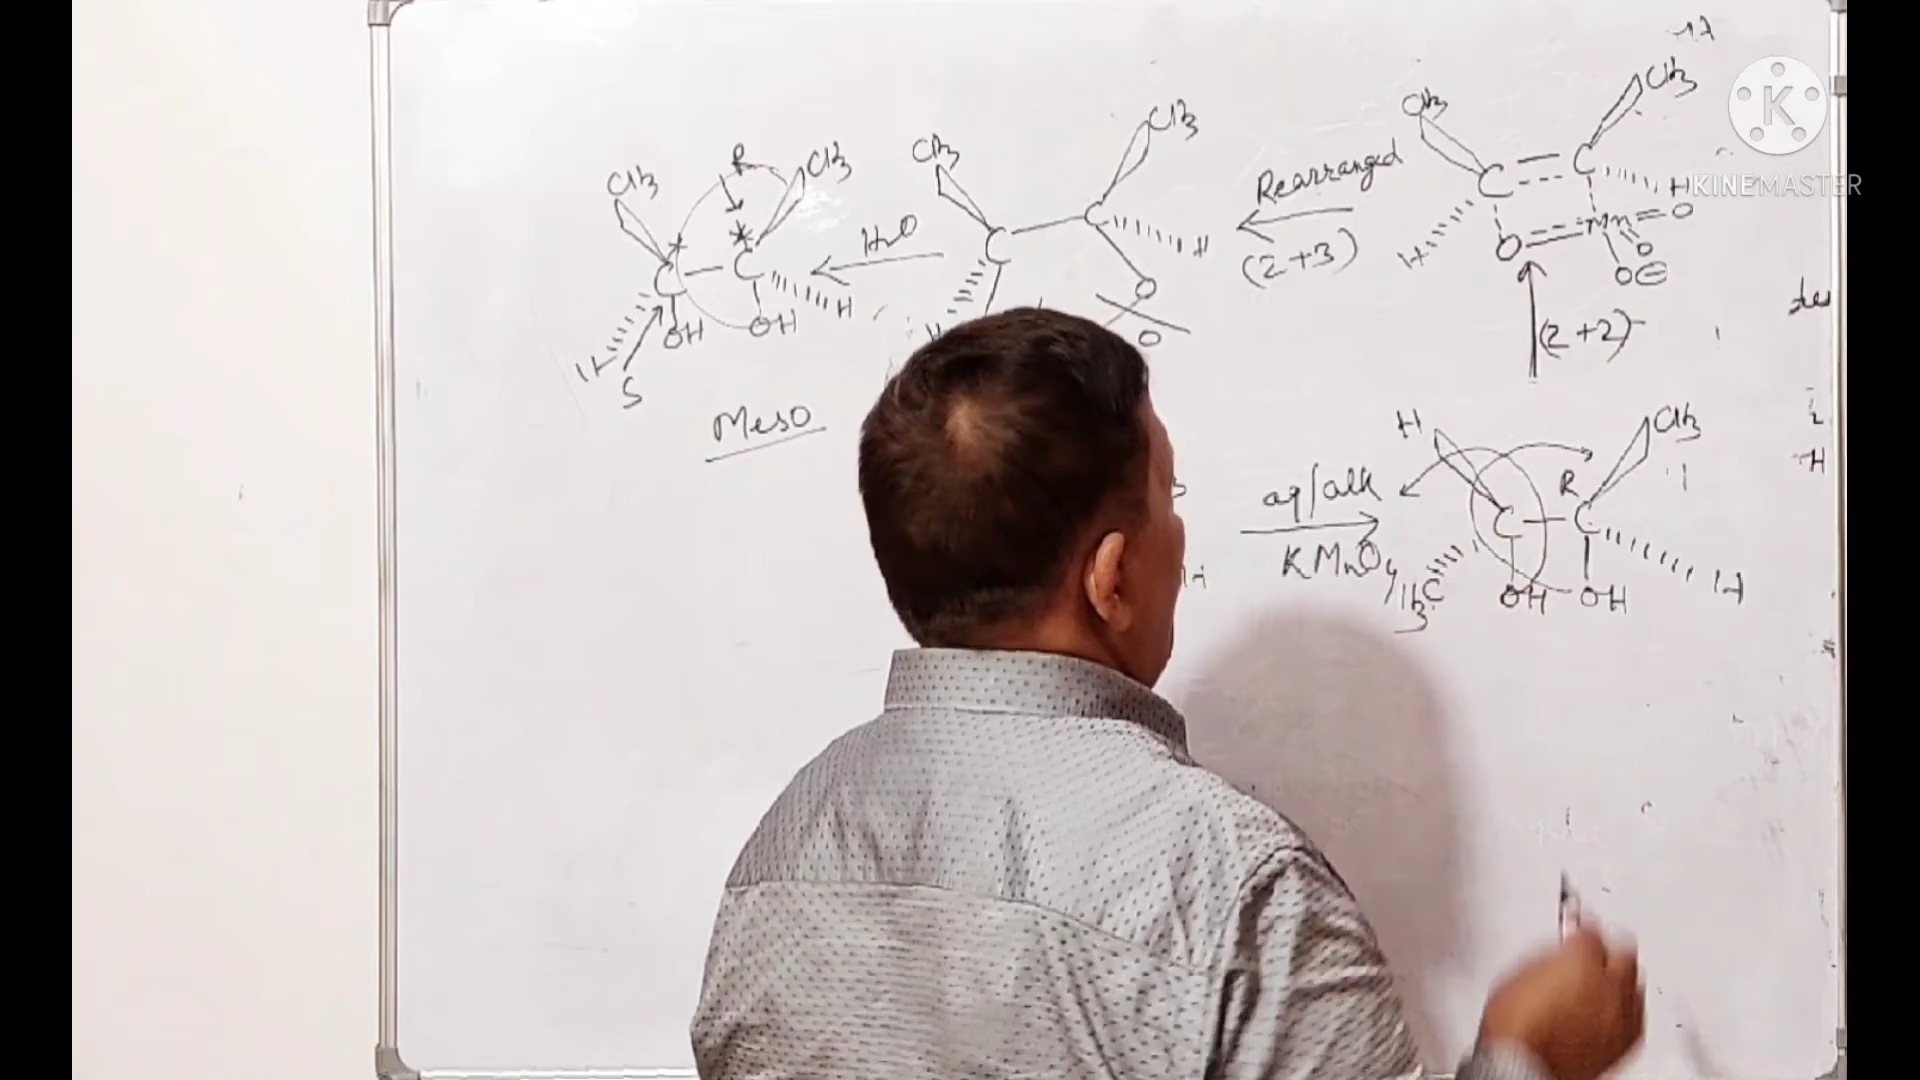 CH3 R CH3
C* — C*
OH OH H
H
S
Meso
H2O
CH3 CH3
C C H
O
O
Rearranged
(2+3)
CH3 CH3
C C H
H O Mn = O
O
O⊖
(2+2)
aq/alk
KMnO4
H R CH3
C — C
H3C OH OH H
K
KINEMASTER